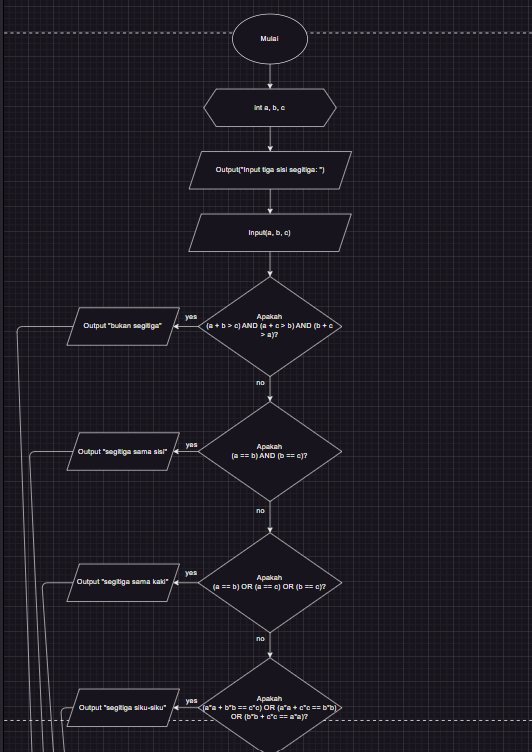 Mulai
int a, b, c
Output("Input tiga sisi segitiga: ")
Input(a, b, c)
Apakah
(a + b > c) AND (a + c > b) AND (b + c
> a)?
yes
Output "bukan segitiga"
no
Apakah
(a == b) AND (b == c)?
yes
Output "segitiga sama sisi"
no
Apakah
(a == b) OR (a == c) OR (b == c)?
yes
Output "segitiga sama kaki"
no
Apakah
(a*a + b*b == c*c) OR (a*a + c*c == b*b)
OR (b*b + c*c == a*a)?
yes
Output "segitiga siku-siku"